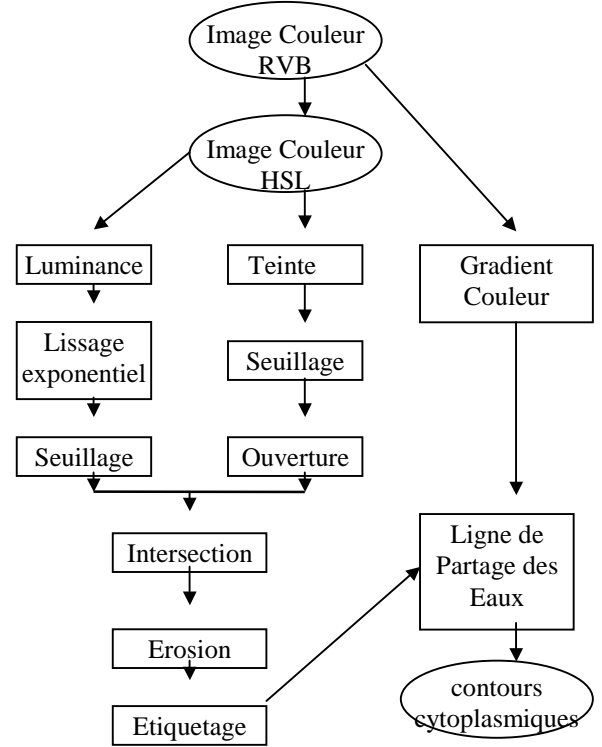 Image Couleur
RVB
Image Couleur
HSL
Luminance
Teinte
Gradient
Couleur
Lissage
exponentiel
Seuillage
Seuillage
Ouverture
Intersection
Ligne de
Partage des
Eaux
Erosion
Etiquetage
contours
cytoplasmiques